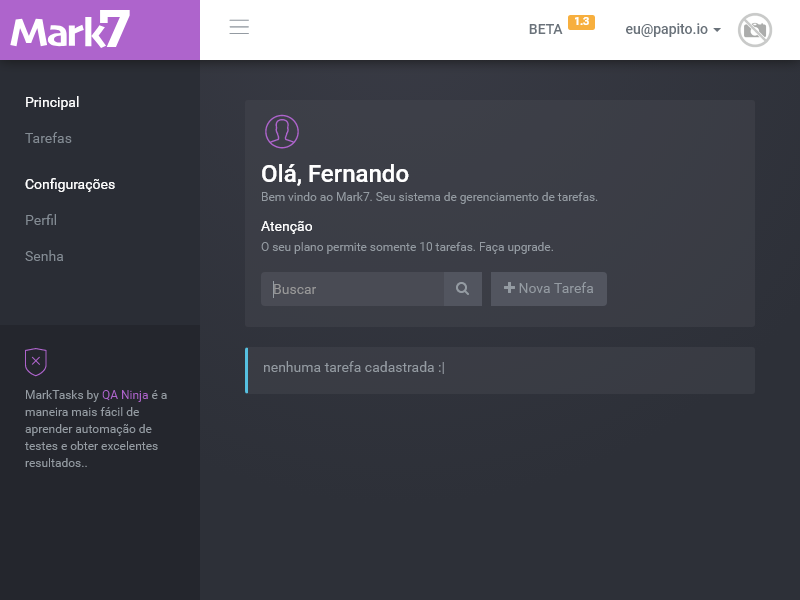 Mark7
BETA 1.3
eu@papito.io
Principal
Tarefas
Configurações
Perfil
Senha
MarkTasks by QA Ninja é a
maneira mais fácil de
aprender automação de
testes e obter excelentes
resultados..
Olá, Fernando
Bem vindo ao Mark7. Seu sistema de gerenciamento de tarefas.
Atenção
O seu plano permite somente 10 tarefas. Faça upgrade.
Buscar
Nova Tarefa
nenhuma tarefa cadastrada :|